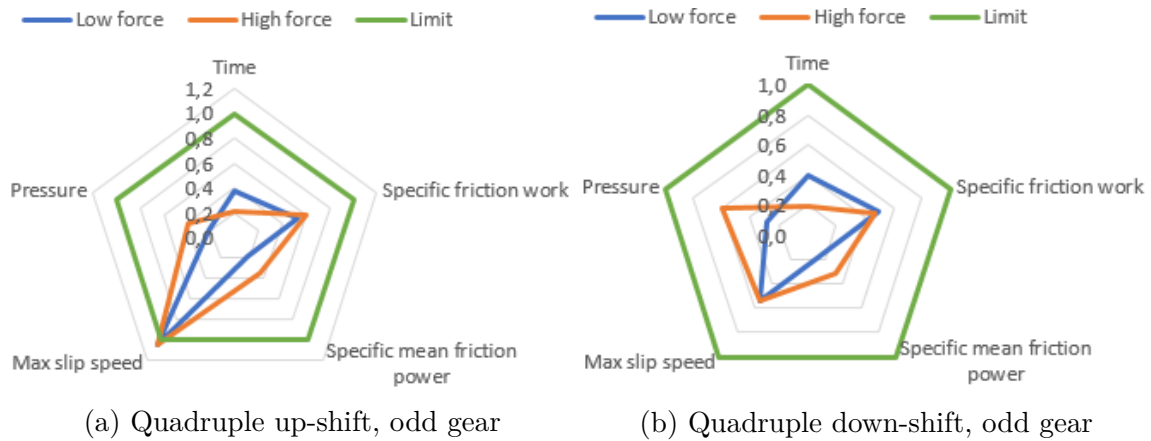 Low force High force Limit
Time
1,2
1,0
0,8
0,6
0,4
0,2
0,0
Pressure
Specific friction work
Max slip speed
Specific mean friction
power
(a) Quadruple up-shift, odd gear
Low force High force Limit
Time
1,0
0,8
0,6
0,4
0,2
0,0
Pressure
Specific friction work
Max slip speed
Specific mean friction
power
(b) Quadruple down-shift, odd gear